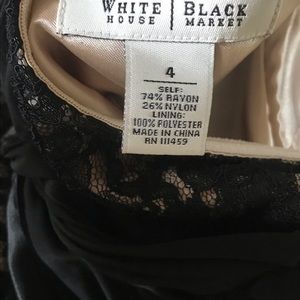 WHITE BLACK
HOUSE MARKET
4
SELF:
74% RAYON
26% NYLON
LINING:
100% POLYESTER
MADE IN CHINA
RN 111459